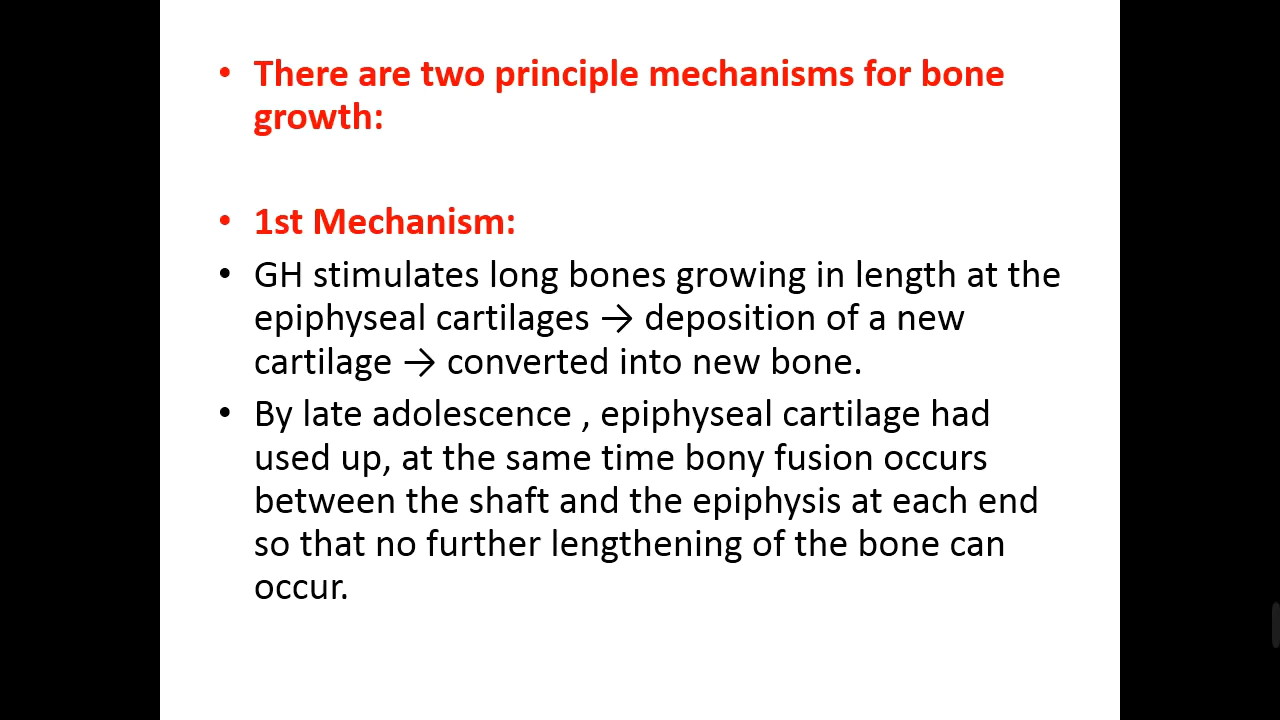 • There are two principle mechanisms for bone
growth:
• 1st Mechanism:
• GH stimulates long bones growing in length at the
epiphyseal cartilages → deposition of a new
cartilage → converted into new bone.
• By late adolescence , epiphyseal cartilage had
used up, at the same time bony fusion occurs
between the shaft and the epiphysis at each end
so that no further lengthening of the bone can
occur.